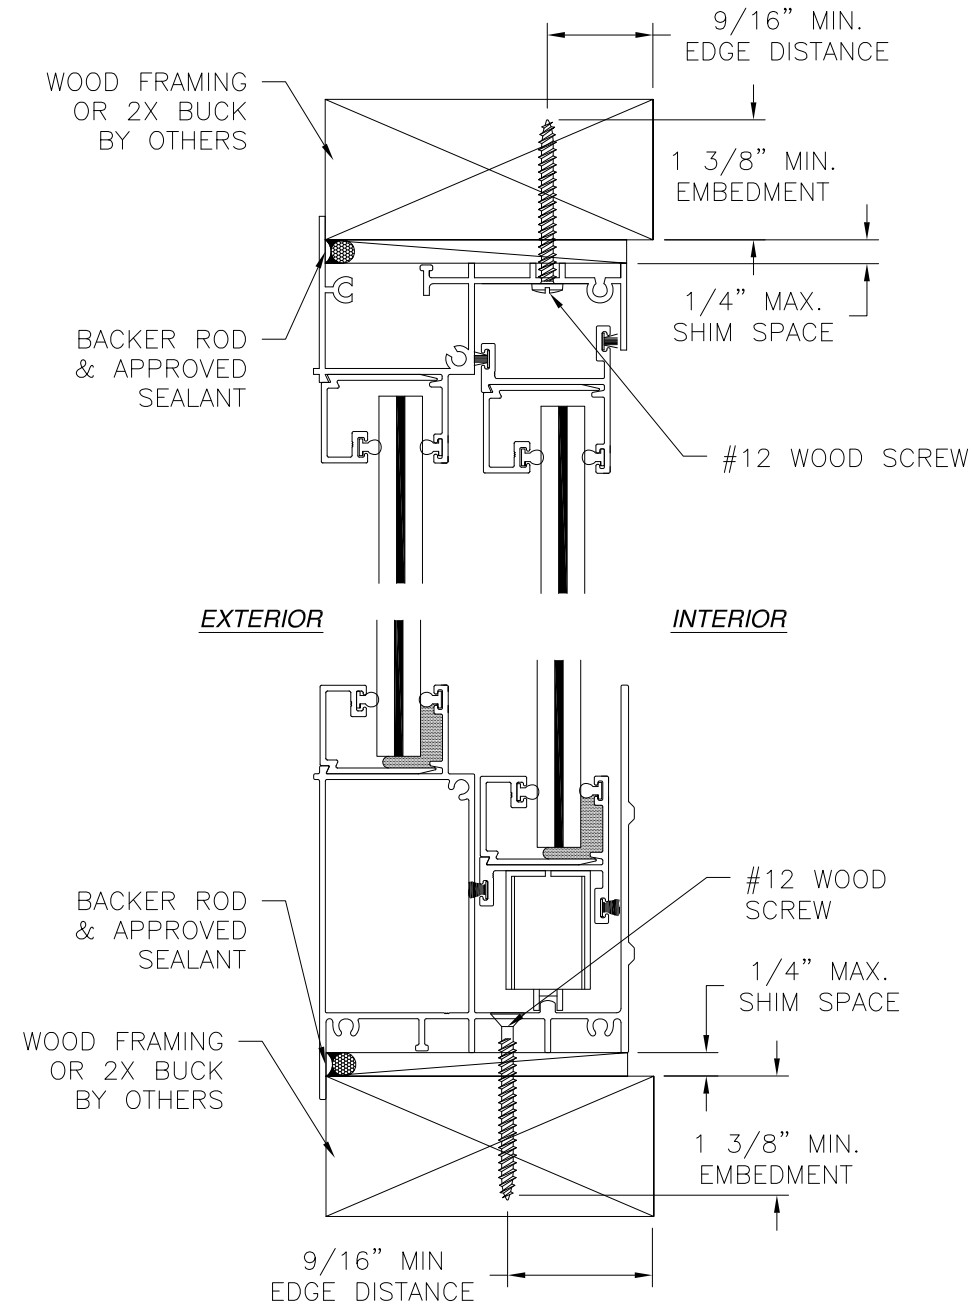 9/16” MIN.
EDGE DISTANCE
WOOD FRAMING
OR 2X BUCK
BY OTHERS
1 3/8” MIN.
EMBEDMENT
1/4” MAX.
SHIM SPACE
BACKER ROD
& APPROVED
SEALANT
#12 WOOD SCREW
EXTERIOR
INTERIOR
#12 WOOD
SCREW
BACKER ROD
& APPROVED
SEALANT
1/4” MAX.
SHIM SPACE
WOOD FRAMING
OR 2X BUCK
BY OTHERS
1 3/8” MIN.
EMBEDMENT
9/16” MIN
EDGE DISTANCE